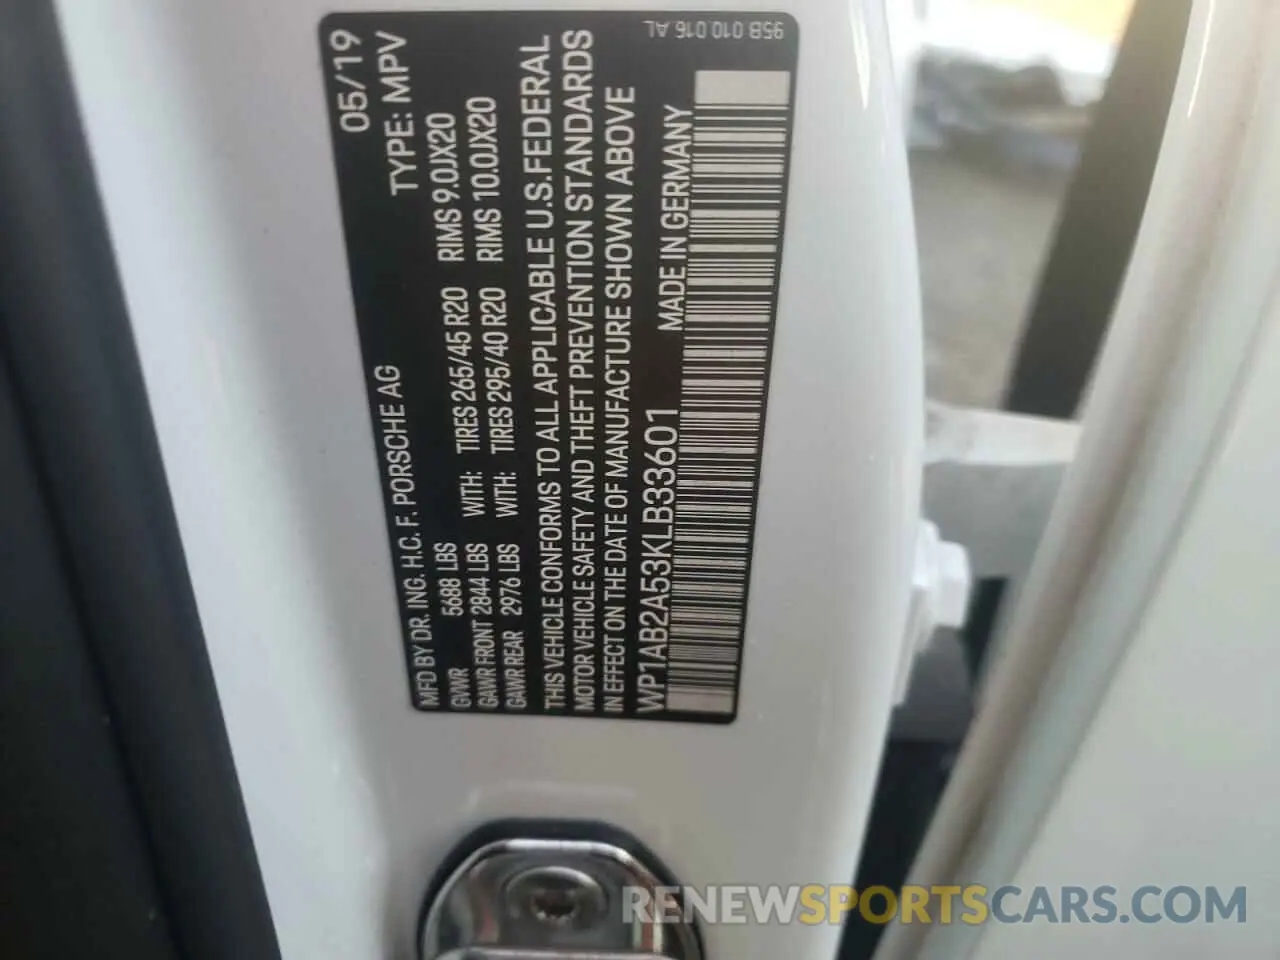 05/19
TYPE: MPV
MFD BY DR. ING. H.C. F. PORSCHE AG
GVWR 5688 LBS WITH: TIRES 265/45 R20 RIMS 9.0JX20
GAWR FRONT 2844 LBS WITH: TIRES 295/40 R20 RIMS 10.0JX20
GAWR REAR 2976 LBS
THIS VEHICLE CONFORMS TO ALL APPLICABLE U.S.FEDERAL
MOTOR VEHICLE SAFETY AND THEFT PREVENTION STANDARDS
IN EFFECT ON THE DATE OF MANUFACTURE SHOWN ABOVE
WP1AB2A53KLB33601 MADE IN GERMANY
95B.010.016.AL
RENEWSPORTSCARS.COM